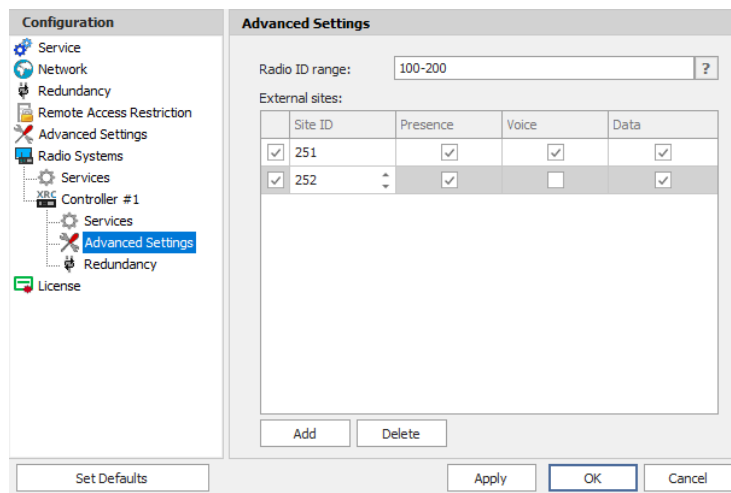 Configuration
Service
Network
Redundancy
Remote Access Restriction
Advanced Settings
Radio Systems
Services
XRC Controller #1
Services
Advanced Settings
Redundancy
License
Advanced Settings
Radio ID range: 100-200 ?
External sites:
Site ID Presence Voice Data
251
252
Add Delete
Set Defaults Apply OK Cancel